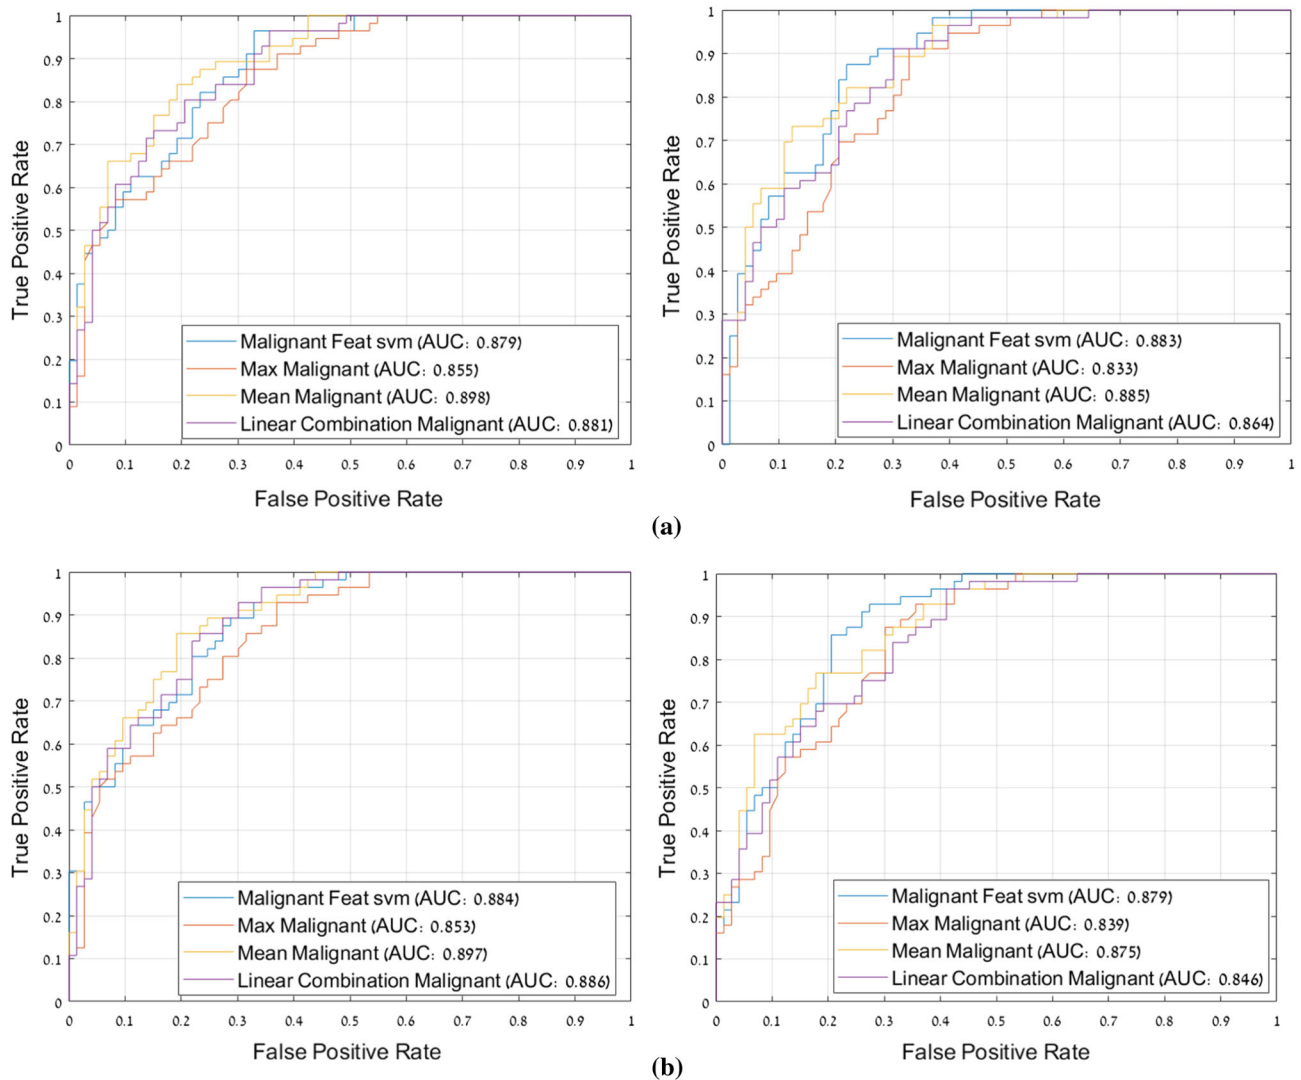 1
0.9
0.8
0.7
0.6
0.5
0.4
0.3
0.2
0.1
0
True Positive Rate
Malignant Feat svm (AUC: 0.879)
Max Malignant (AUC: 0.855)
Mean Malignant (AUC: 0.898)
Linear Combination Malignant (AUC: 0.881)
0 0.1 0.2 0.3 0.4 0.5 0.6 0.7 0.8 0.9 1
False Positive Rate
1
0.9
0.8
0.7
0.6
0.5
0.4
0.3
0.2
0.1
0
True Positive Rate
Malignant Feat svm (AUC: 0.883)
Max Malignant (AUC: 0.833)
Mean Malignant (AUC: 0.885)
Linear Combination Malignant (AUC: 0.864)
0 0.1 0.2 0.3 0.4 0.5 0.6 0.7 0.8 0.9 1
False Positive Rate
(a)
1
0.9
0.8
0.7
0.6
0.5
0.4
0.3
0.2
0.1
0
True Positive Rate
Malignant Feat svm (AUC: 0.884)
Max Malignant (AUC: 0.853)
Mean Malignant (AUC: 0.897)
Linear Combination Malignant (AUC: 0.886)
0 0.1 0.2 0.3 0.4 0.5 0.6 0.7 0.8 0.9 1
False Positive Rate
1
0.9
0.8
0.7
0.6
0.5
0.4
0.3
0.2
0.1
0
True Positive Rate
Malignant Feat svm (AUC: 0.879)
Max Malignant (AUC: 0.839)
Mean Malignant (AUC: 0.875)
Linear Combination Malignant (AUC: 0.846)
0 0.1 0.2 0.3 0.4 0.5 0.6 0.7 0.8 0.9 1
False Positive Rate
(b)